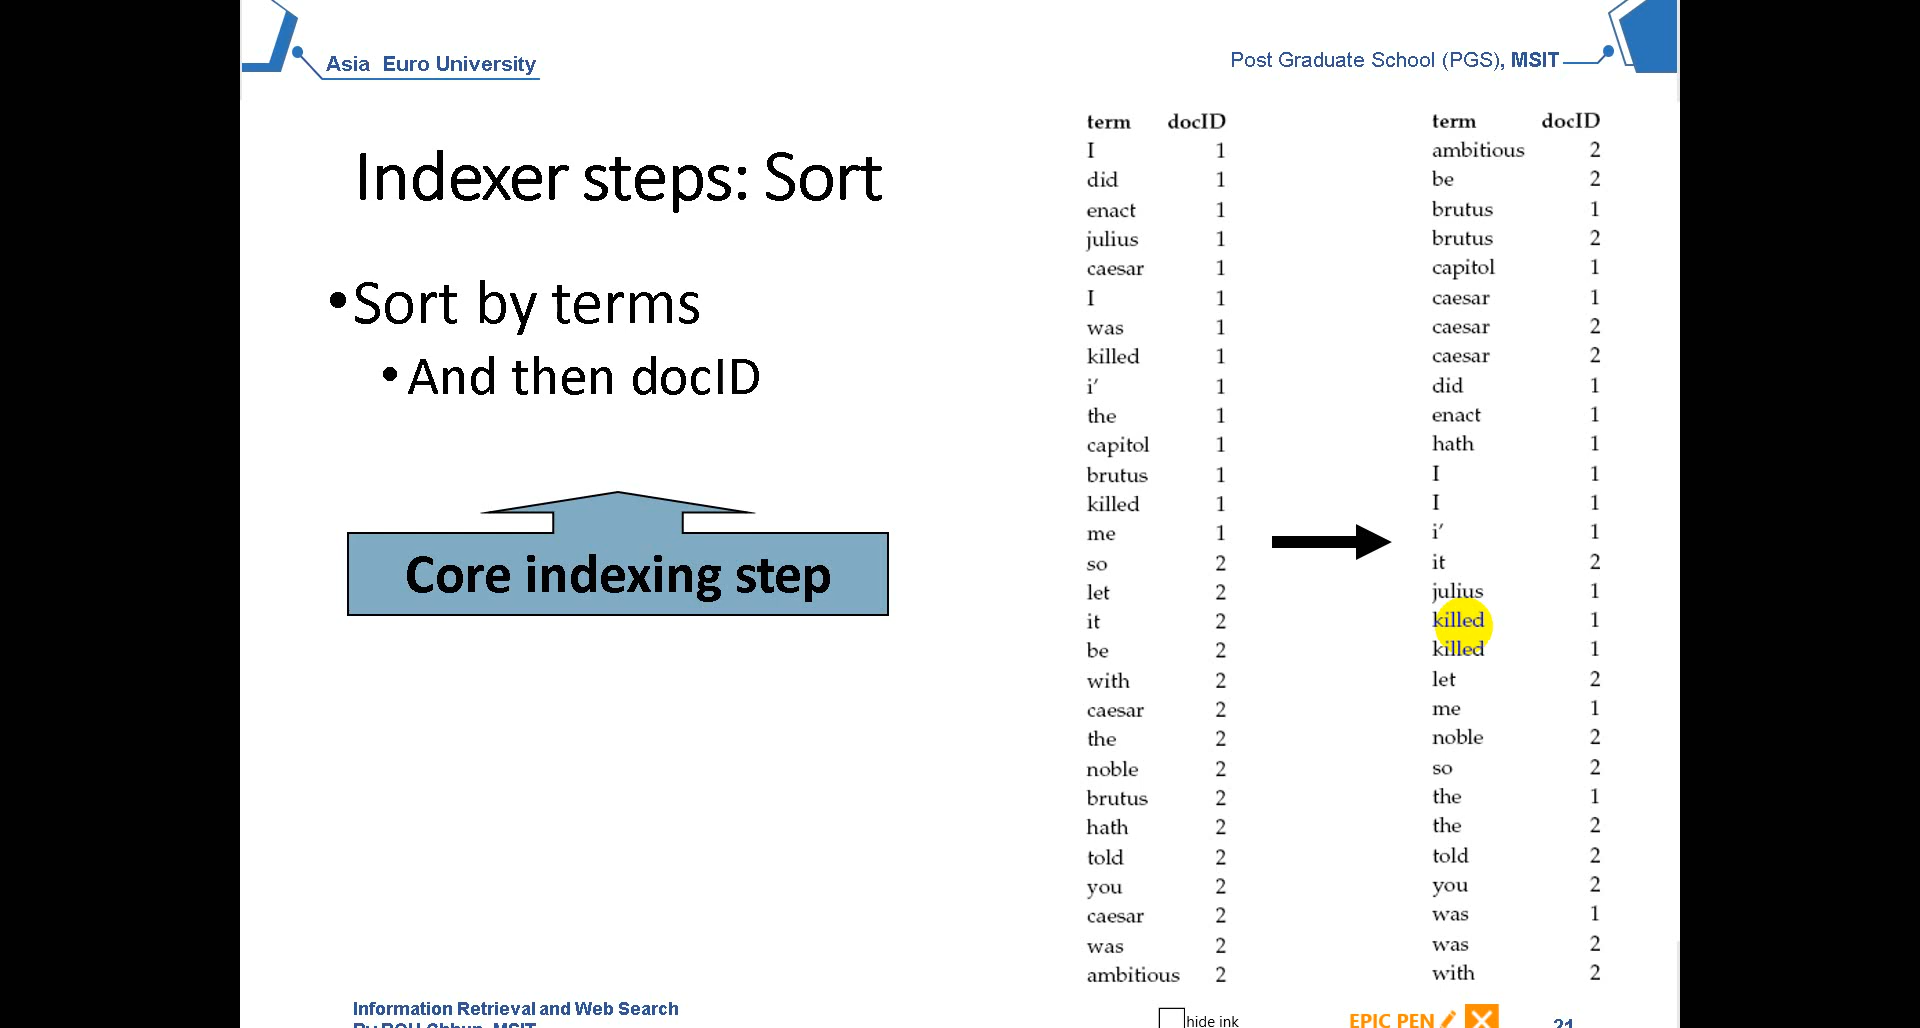 Asia Euro University
Post Graduate School (PGS), MSIT
Indexer steps: Sort
•Sort by terms
•And then docID
Core indexing step
term docID
I 1
did 1
enact 1
julius 1
caesar 1
I 1
was 1
killed 1
i' 1
the 1
capitol 1
brutus 1
killed 1
me 1
so 2
let 2
it 2
be 2
with 2
caesar 2
the 2
noble 2
brutus 2
hath 2
told 2
you 2
caesar 2
was 2
ambitious 2
term docID
ambitious 2
be 2
brutus 1
brutus 2
capitol 1
caesar 1
caesar 2
caesar 2
did 1
enact 1
hath 1
I 1
I 1
i' 1
it 2
julius 1
killed 1
killed 1
let 2
me 1
noble 2
so 2
the 1
the 2
told 2
you 2
was 1
was 2
with 2
Information Retrieval and Web Search
By ROU Chhun, MSIT
hide ink
EPIC PEN
21